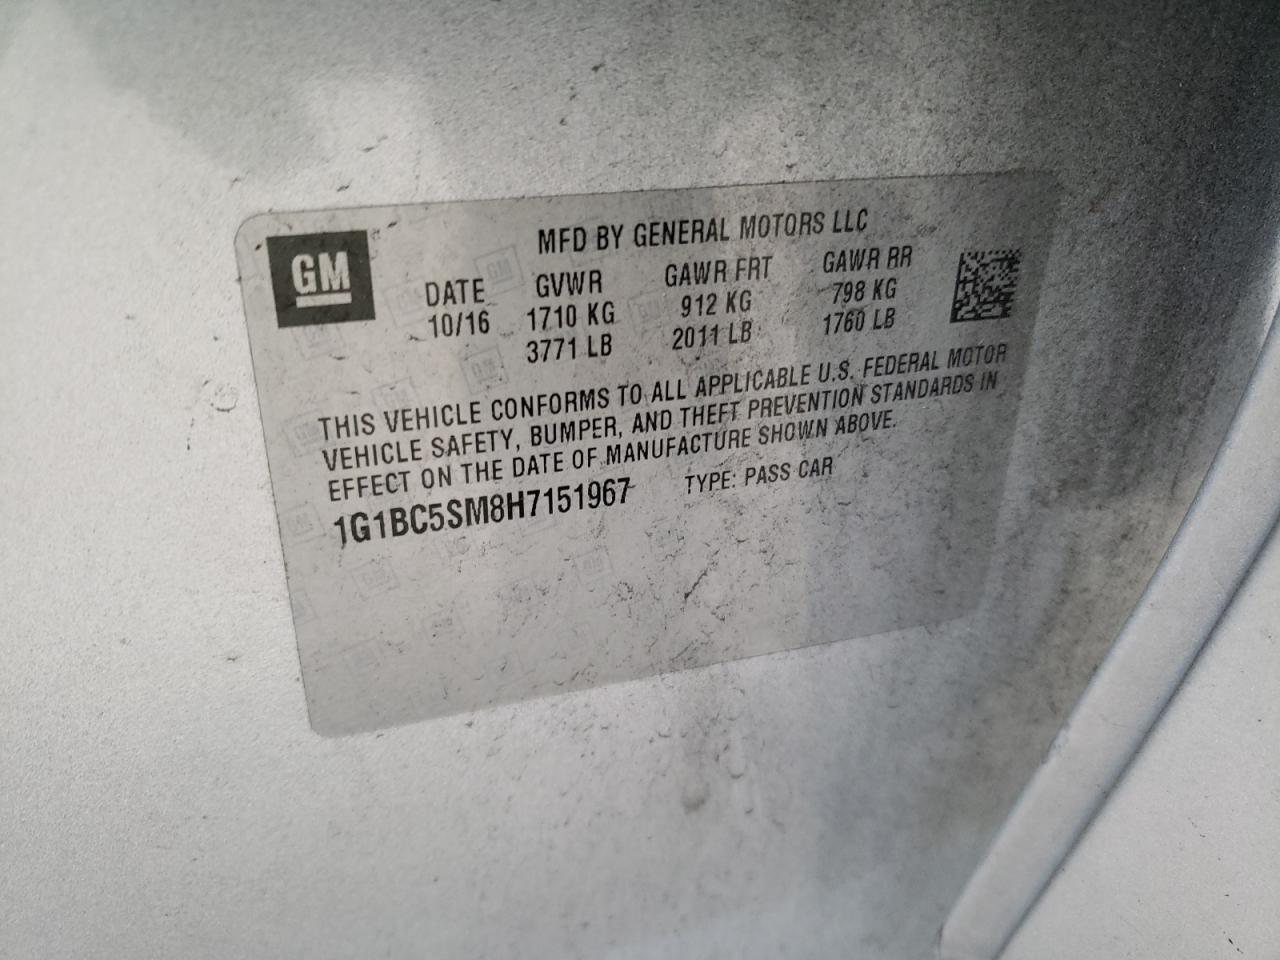 GM
MFD BY GENERAL MOTORS LLC
DATE GVWR GAWR FRT GAWR RR
10/16 1710 KG 912 KG 798 KG
3771 LB 2011 LB 1760 LB
THIS VEHICLE CONFORMS TO ALL APPLICABLE U.S. FEDERAL MOTOR
VEHICLE SAFETY, BUMPER, AND THEFT PREVENTION STANDARDS IN
EFFECT ON THE DATE OF MANUFACTURE SHOWN ABOVE.
1G1BC5SM8H7151967 TYPE: PASS CAR